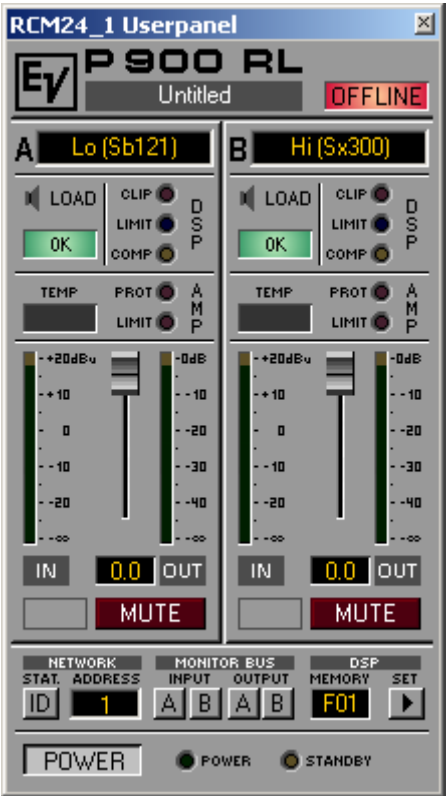 RCM24_1 Userpanel
EV P 900 RL
Untitled OFFLINE
A Lo (Sb121) B Hi (Sx300)
LOAD CLIP DSP LOAD CLIP DSP
LIMIT LIMIT
OK COMP OK COMP
TEMP PROT AMP TEMP PROT AMP
LIMIT LIMIT
+20dBu -0dB +20dBu -0dB
+10 -10 +10 -10
0 -20 0 -20
-10 -30 -10 -30
-20 -40 -20 -40
-∞ -∞ -∞ -∞
IN 0.0 OUT IN 0.0 OUT
MUTE MUTE
NETWORK MONITOR BUS DSP
STAT. ADDRESS INPUT OUTPUT MEMORY SET
ID 1 A B A B F01
POWER POWER STANDBY